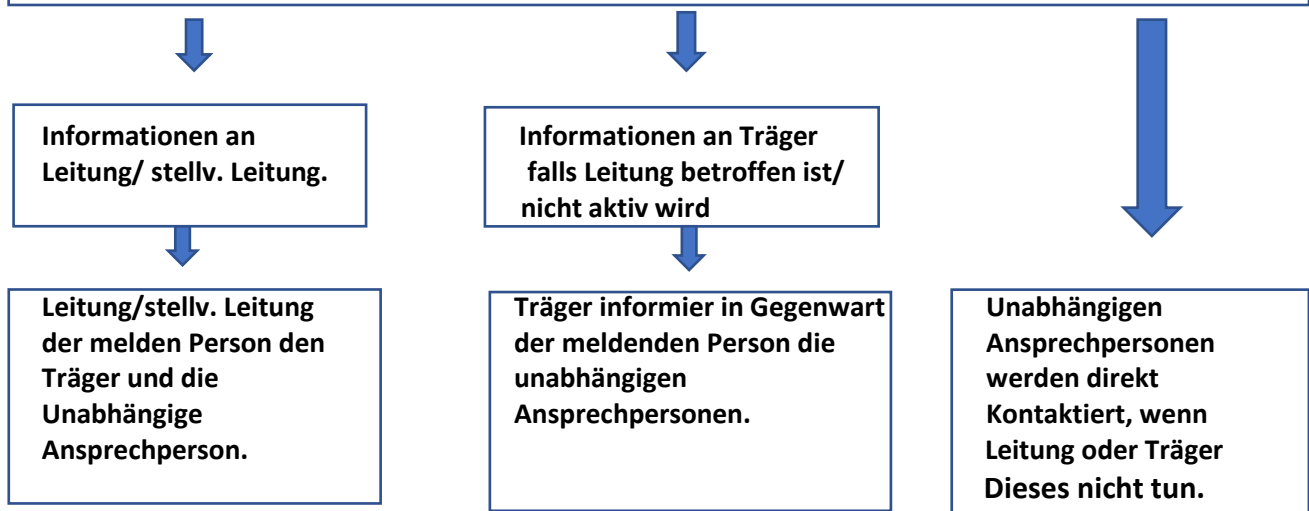 Informationen an
Leitung/ stellv. Leitung.
Informationen an Träger
falls Leitung betroffen ist/
nicht aktiv wird
Leitung/stellv. Leitung
der melden Person den
Träger und die
Unabhängige
Ansprechperson.
Träger informier in Gegenwart
der meldenden Person die
unabhängigen
Ansprechpersonen.
Unabhängigen
Ansprechpersonen
werden direkt
Kontaktiert, wenn
Leitung oder Träger
Dieses nicht tun.